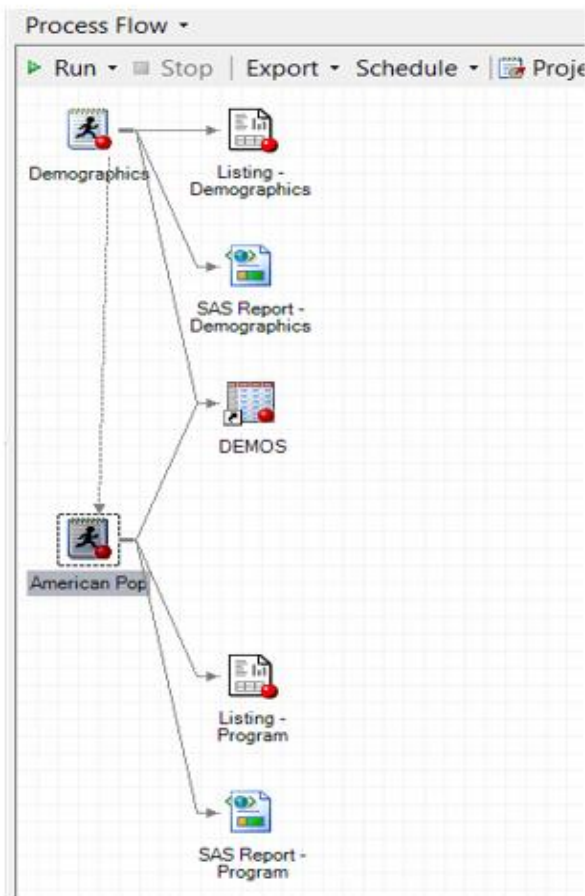 Process Flow
Run Stop Export Schedule
Demographics
Listing -
Demographics
SAS Report -
Demographics
DEMOS
American Pop
Listing -
Program
SAS Report -
Program